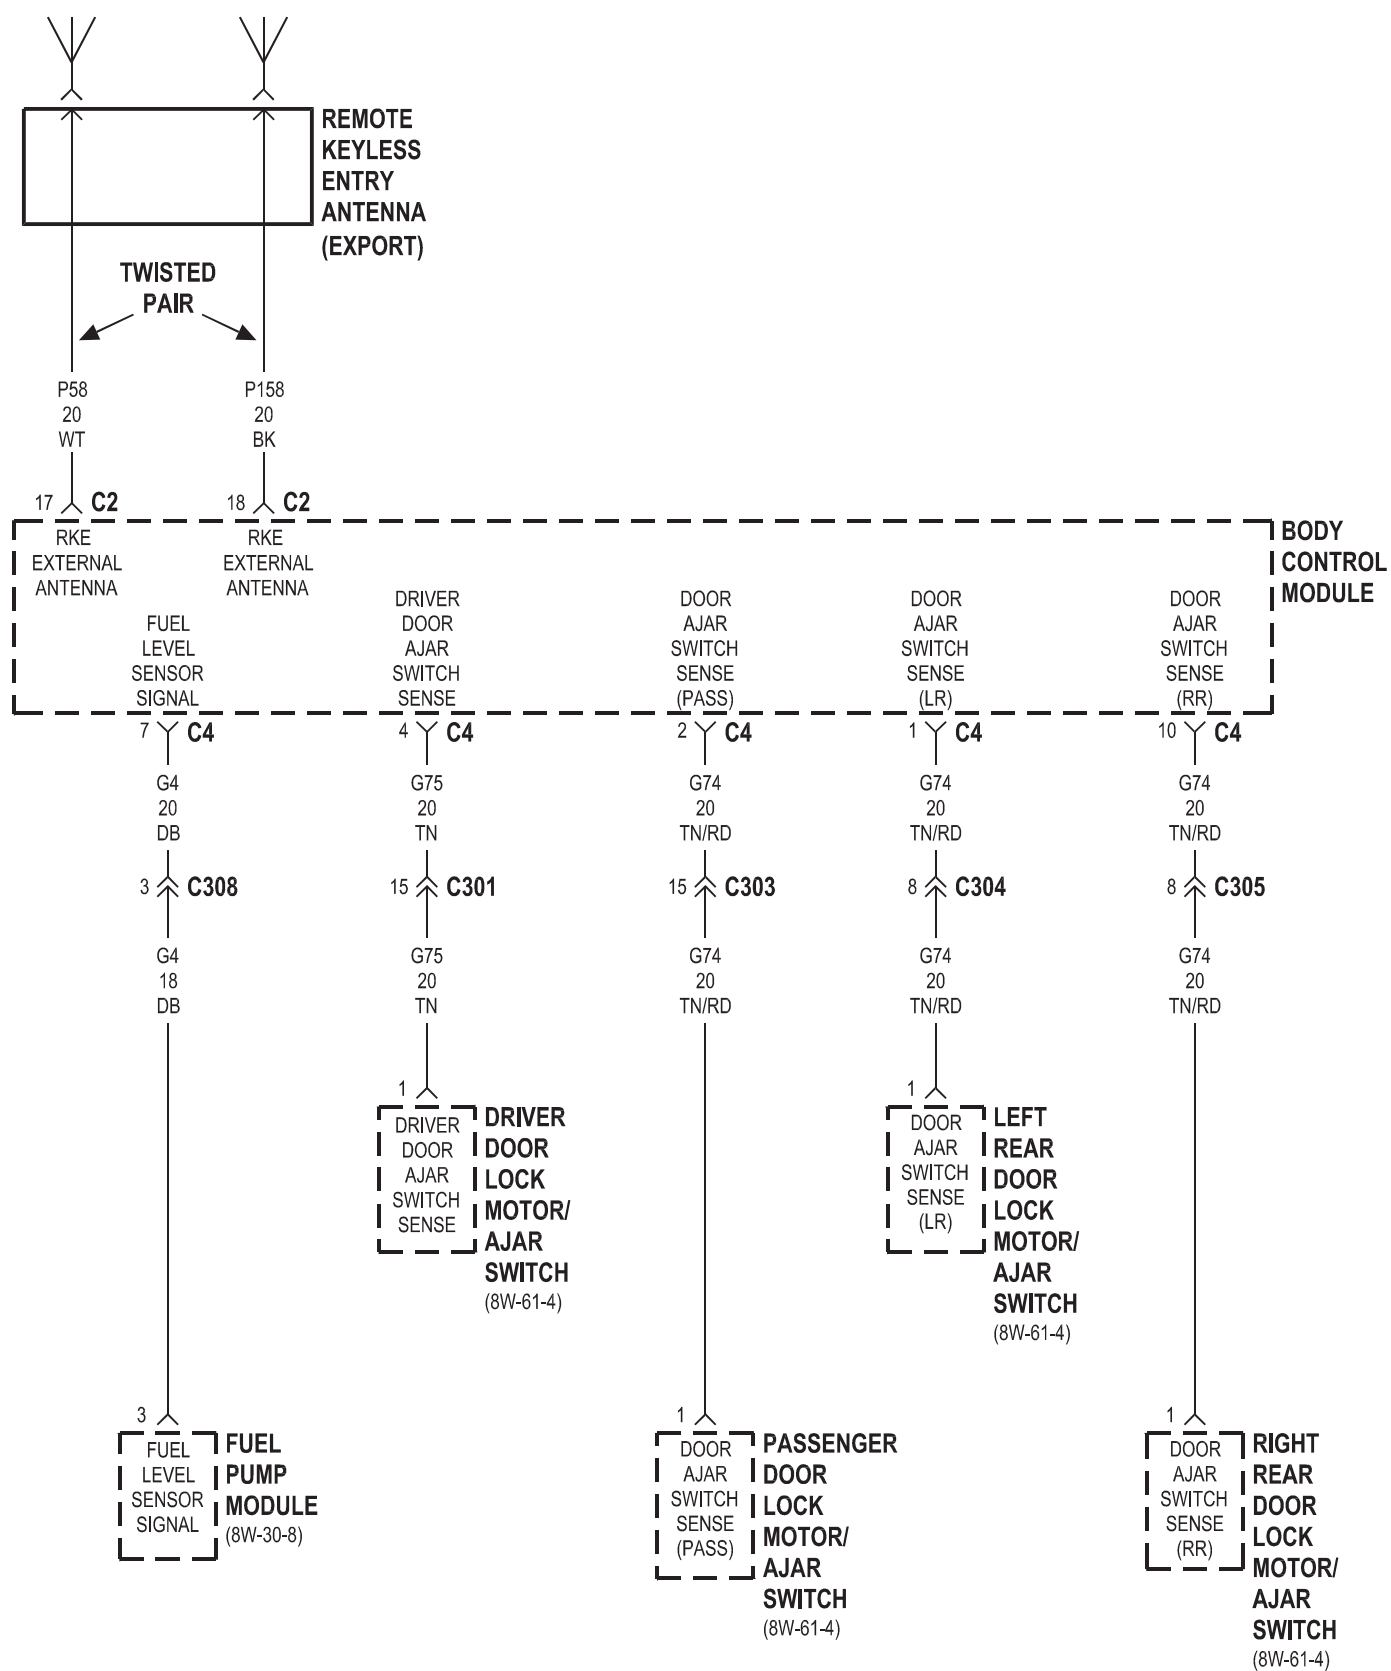 REMOTE
KEYLESS
ENTRY
ANTENNA
(EXPORT)
TWISTED
PAIR
P58
20
WT
P158
20
BK
17 C2
18 C2
BODY
CONTROL
MODULE
RKE
EXTERNAL
ANTENNA
RKE
EXTERNAL
ANTENNA
FUEL
LEVEL
SENSOR
SIGNAL
DRIVER
DOOR
AJAR
SWITCH
SENSE
DOOR
AJAR
SWITCH
SENSE
(PASS)
DOOR
AJAR
SWITCH
SENSE
(LR)
DOOR
AJAR
SWITCH
SENSE
(RR)
7 C4
4 C4
2 C4
1 C4
10 C4
G4
20
DB
G75
20
TN
G74
20
TN/RD
G74
20
TN/RD
G74
20
TN/RD
3 C308
15 C301
15 C303
8 C304
8 C305
G4
18
DB
G75
20
TN
G74
20
TN/RD
G74
20
TN/RD
G74
20
TN/RD
1
DRIVER
DOOR
AJAR
SWITCH
SENSE
DRIVER
DOOR
LOCK
MOTOR/
AJAR
SWITCH
(8W-61-4)
1
DOOR
AJAR
SWITCH
SENSE
(LR)
LEFT
REAR
DOOR
LOCK
MOTOR/
AJAR
SWITCH
(8W-61-4)
3
FUEL
LEVEL
SENSOR
SIGNAL
FUEL
PUMP
MODULE
(8W-30-8)
1
DOOR
AJAR
SWITCH
SENSE
(PASS)
PASSENGER
DOOR
LOCK
MOTOR/
AJAR
SWITCH
(8W-61-4)
1
DOOR
AJAR
SWITCH
SENSE
(RR)
RIGHT
REAR
DOOR
LOCK
MOTOR/
AJAR
SWITCH
(8W-61-4)